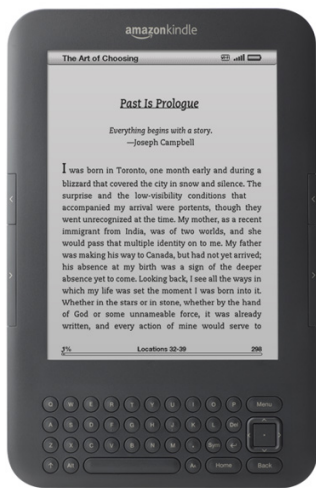 amazonkindle
The Art of Choosing
Past Is Prologue
Everything begins with a story.
—Joseph Campbell
I was born in Toronto, one month early and during a
blizzard that covered the city in snow and silence. The
surprise and the low-visibility conditions that
accompanied my arrival were portents, though they
went unrecognized at the time. My mother, as a recent
immigrant from India, was of two worlds, and she
would pass that multiple identity on to me. My father
was making his way to Canada, but had not yet arrived;
his absence at my birth was a sign of the deeper
absence yet to come. Looking back, I see all the ways in
which my life was set the moment I was born into it.
Whether in the stars or in stone, whether by the hand
of God or some unnameable force, it was already
written, and every action of mine would serve to
1% Locations 32-39 296
Q W E R T Y U I O P Menu
A S D F G H J K L Del
Z X C V B N M . Sym
Alt Aa Home Back